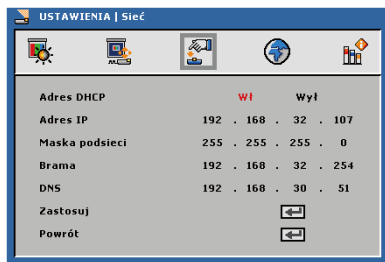 USTAWIENIA | Sieć
Adres DHCP Wł Wył
Adres IP 192 . 168 . 32 . 107
Maska podsieci 255 . 255 . 255 . 0
Brama 192 . 168 . 32 . 254
DNS 192 . 168 . 30 . 51
Zastosuj
Powrót